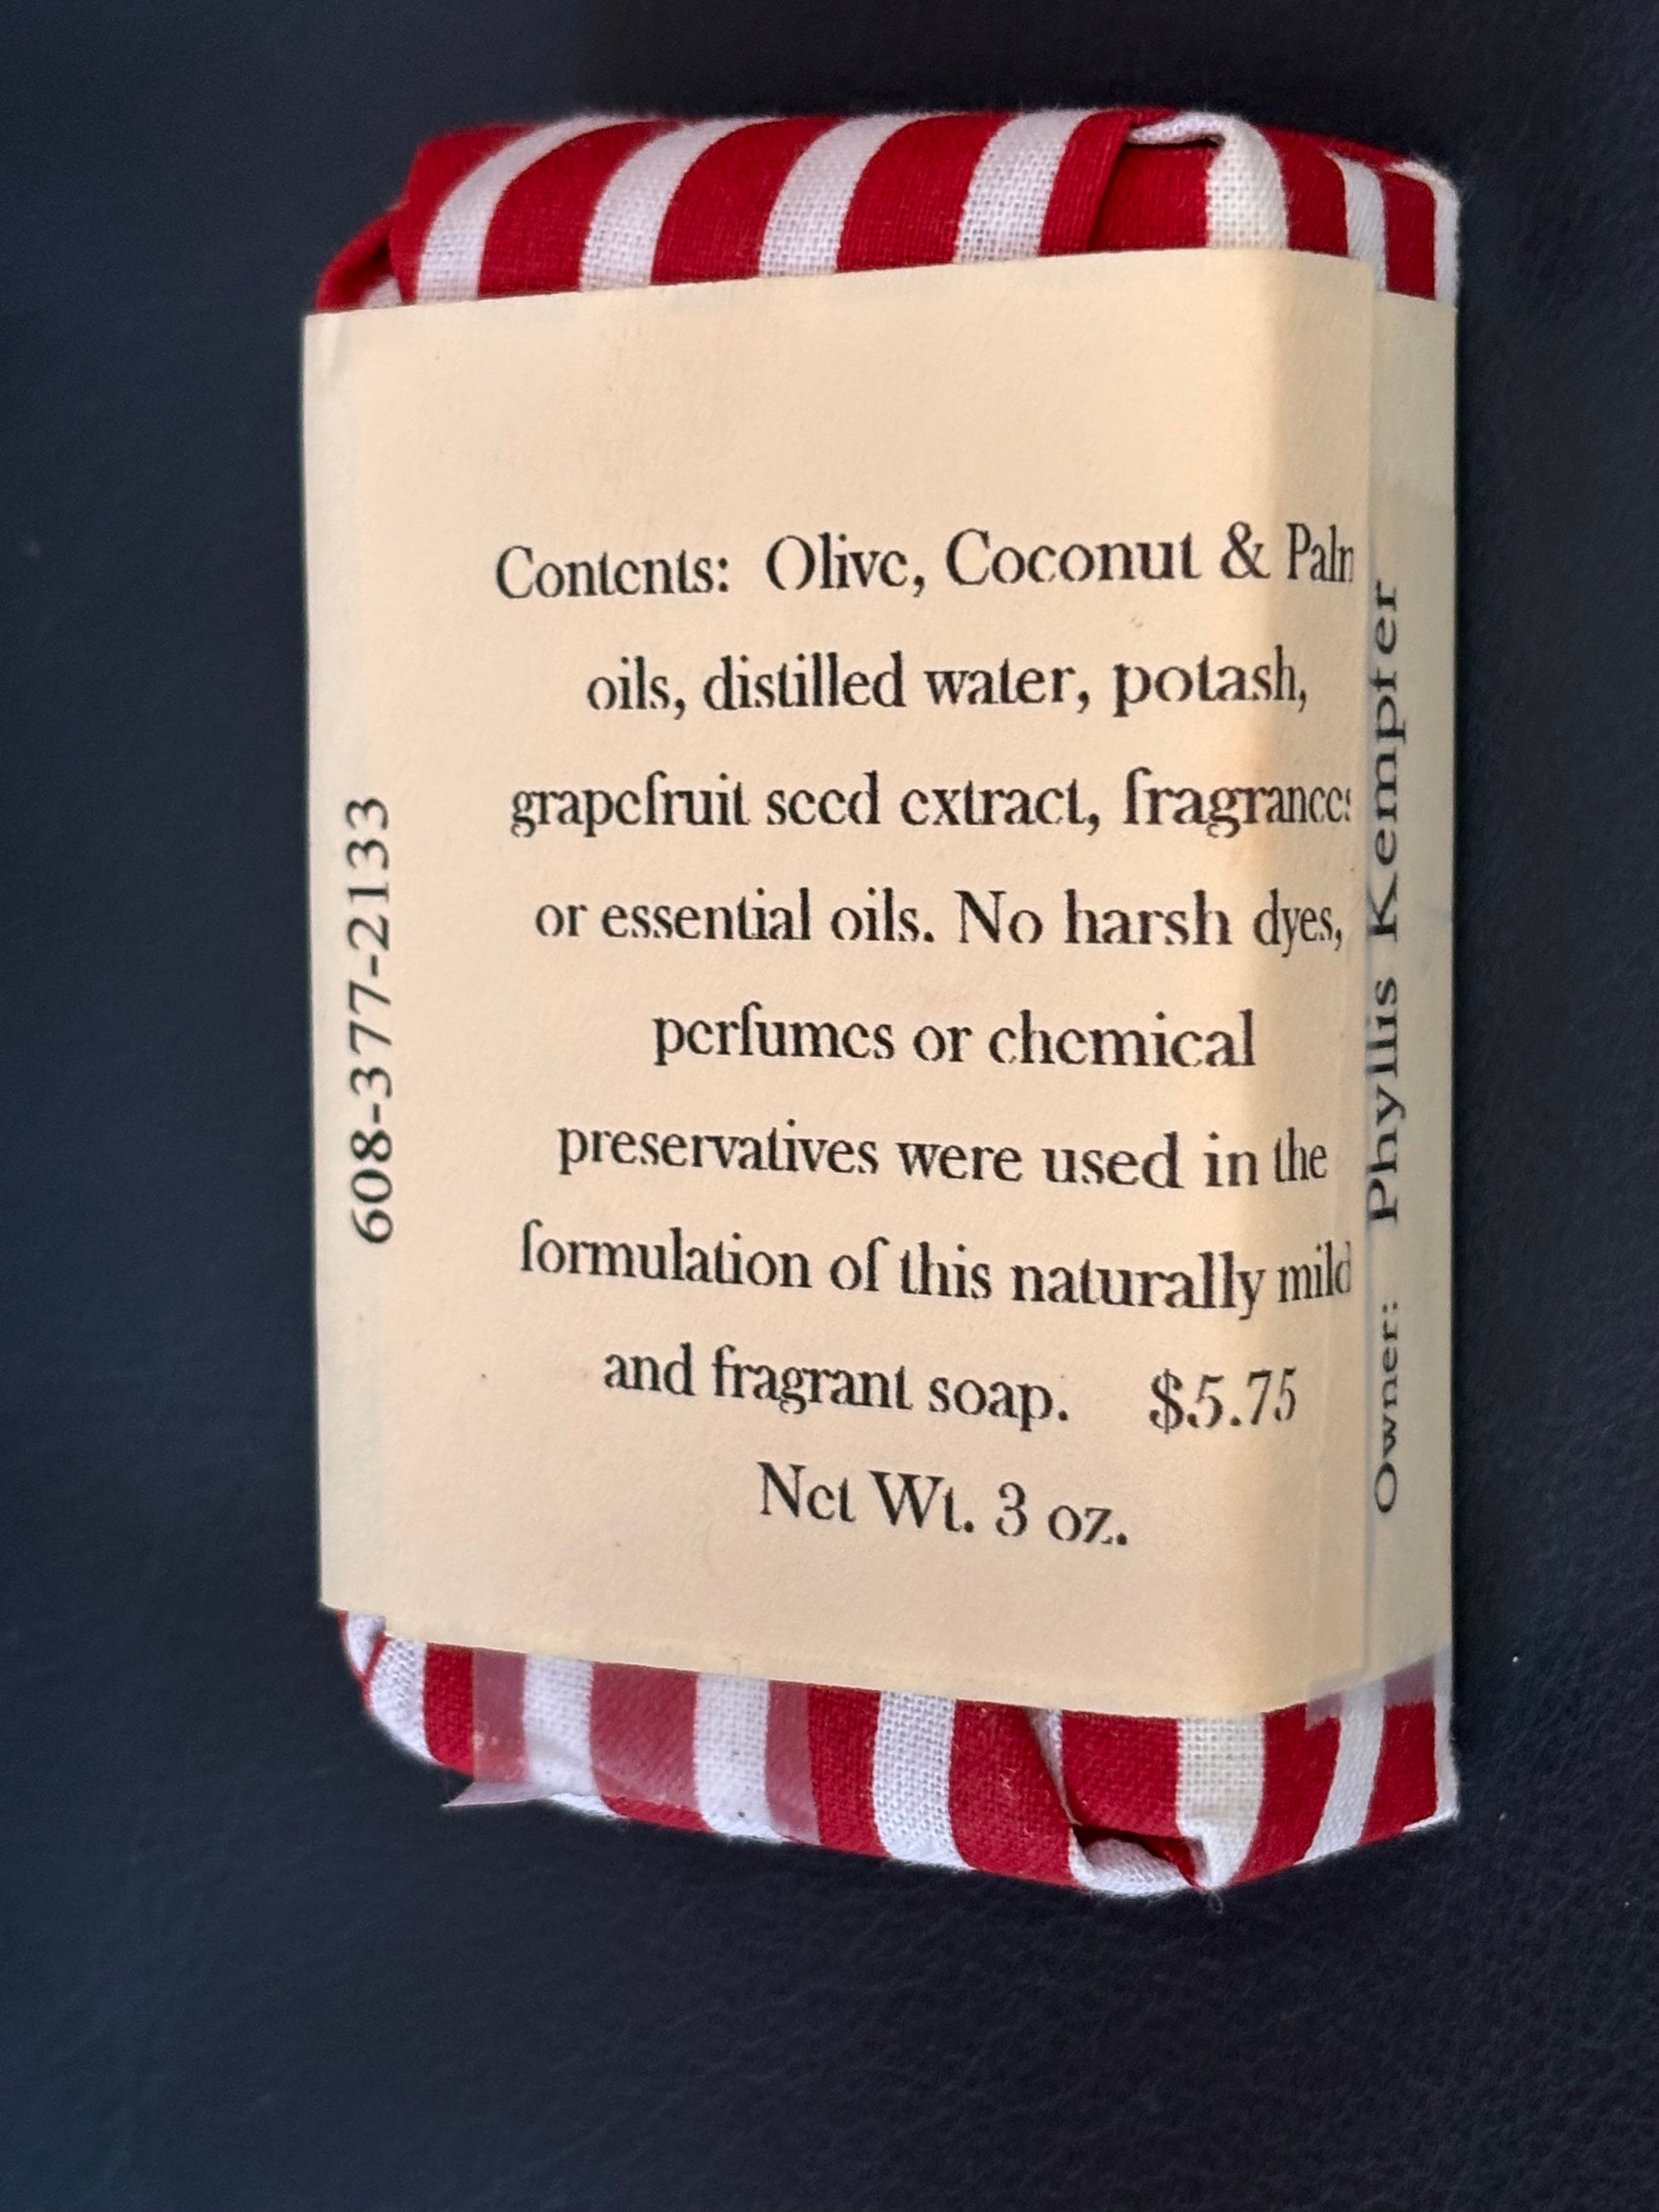 Contents: Olive, Coconut & Palm
oils, distilled water, potash,
grapefruit seed extract, fragrances
or essential oils. No harsh dyes,
perfumes or chemical
preservatives were used in the
formulation of this naturally mild
and fragrant soap. $5.75
Net Wt. 3 oz.
608-377-2133
Owner: Phyllis Kempfer